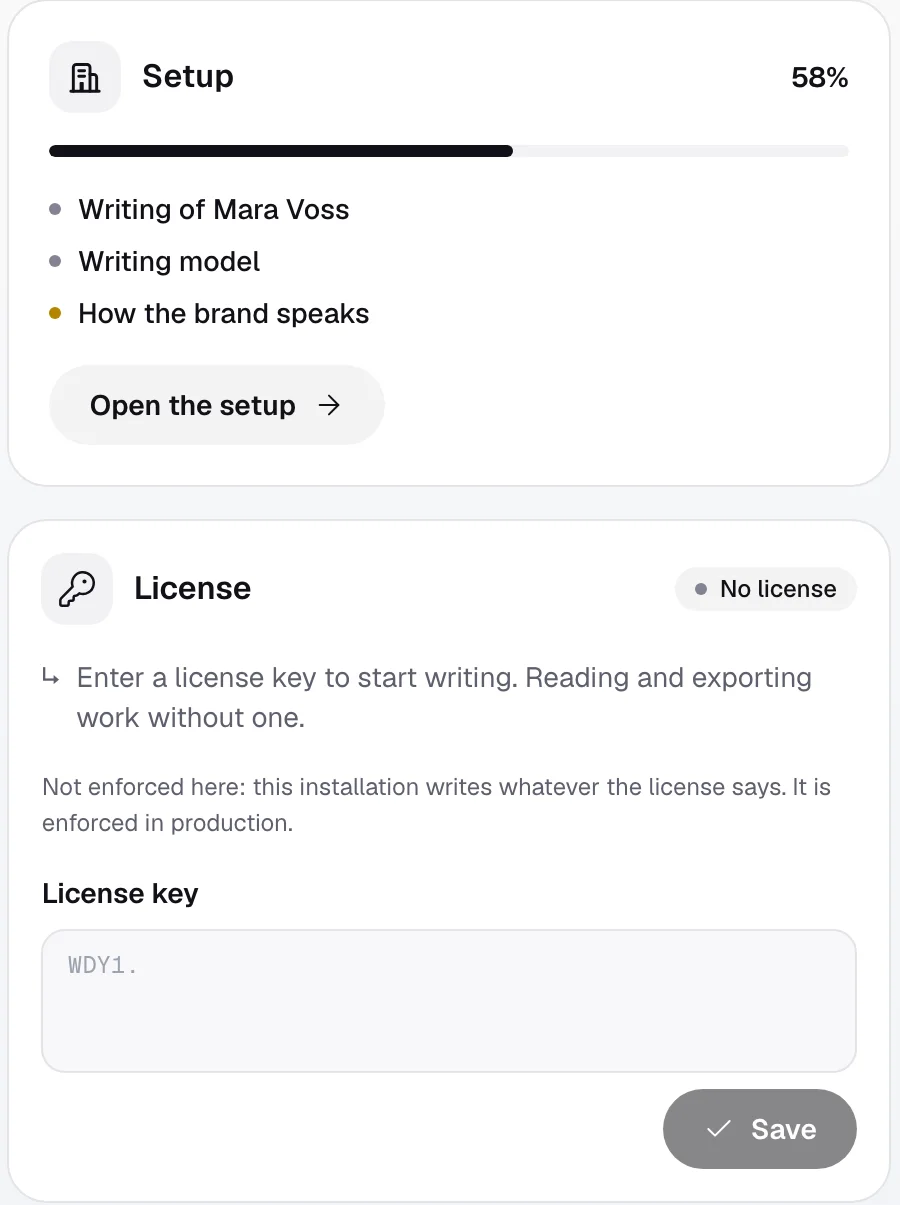 Setup
58%
Writing of Mara Voss
Writing model
How the brand speaks
Open the setup →
License
No license
↳ Enter a license key to start writing. Reading and exporting
work without one.
Not enforced here: this installation writes whatever the license says. It is
enforced in production.
License key
WDY1.
Save